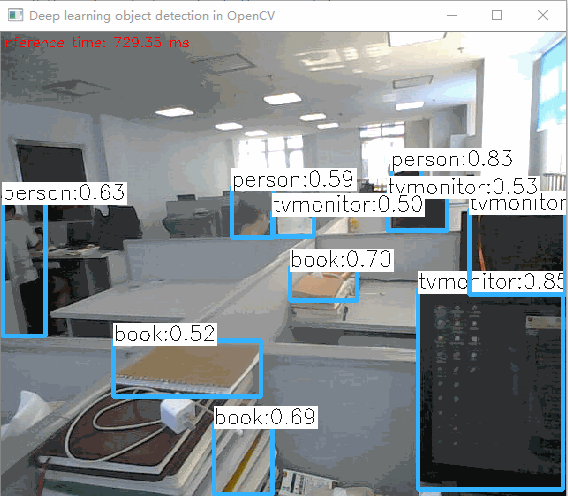 Deep learning object detection in OpenCV
Inference time: 729.35 ms
person:0.83
person:0.59
tvmonitor:0.53
person:0.63
tvmonitor:0.50
tvmonitor
book:0.70
tvmonitor:0.85
book:0.52
book:0.69